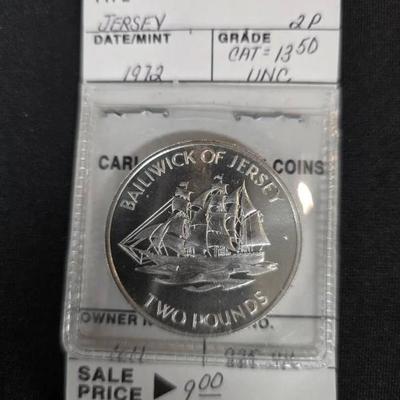 JERSEY 2P
DATE/MINT GRADE
CAT = 13.50
1972 UNC
CARL COINS
BAILIWICK OF JERSEY
TWO POUNDS
OWNER NO.
SALE
PRICE 9.00